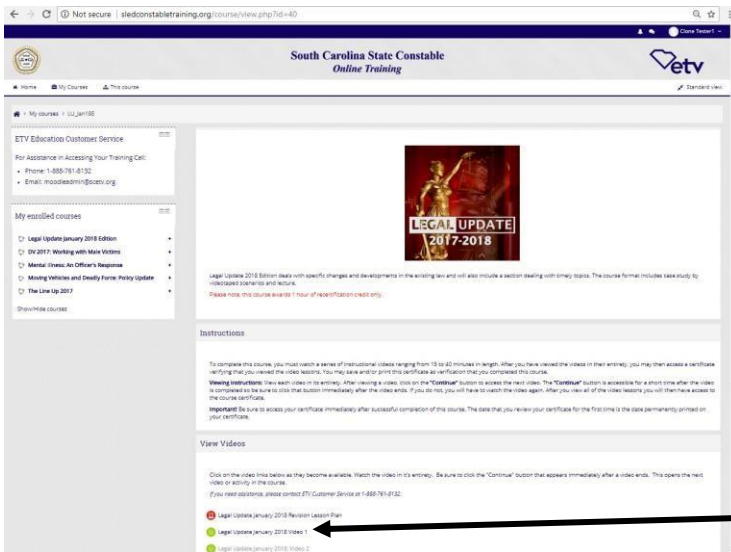 Not secure | sledconstabletraining.org/course/view.php?id=40
Clone Tester1
South Carolina State Constable
Online Training
etv
Home My Courses This course
Standard view
My courses > LU_Jan18S
ETV Education Customer Service
For Assistance in Accessing Your Training Call:
Phone: 1-888-761-8132
Email: moodleadmin@scetv.org
My enrolled courses
Legal Update January 2018 Edition
DV 2017: Working with Male Victims
Mental Illness: An Officer's Response
Moving Vehicles and Deadly Force: Policy Update
The Line Up 2017
Show/Hide courses
LEGAL UPDATE
2017-2018
Legal Update 2018 Edition deals with specific changes and developments in the existing law and will also include a section dealing with timely topics. The course format includes case study by
videotaped scenarios and lecture.
Please note, this course awards 1 hour of recertification credit only.
Instructions
To complete this course, you must watch a series of instructional videos ranging from 15 to 40 minutes in length. After you have viewed the videos in their entirety, you may then access a certificate
verifying that you viewed the video lessons. You may save and/or print this certificate as verification that you completed this course.
Viewing Instructions: View each video in its entirety. After viewing a video, click on the "Continue" button to access the next video. The "Continue" button is accessible for a short time after the video
is completed so be sure to click that button immediately after the video ends. If you do not, you will have to watch the video again. After you view all of the video lessons you will then have access to
the course certificate.
Important! Be sure to access your certificate immediately after successful completion of this course. The date that you review your certificate for the first time is the date permanently printed on
your certificate.
View Videos
Click on the video links below as they become available. Watch the video in it's entirety. Be sure to click the "Continue" button that appears immediately after a video ends. This opens the next
video or activity in the course.
If you need assistance, please contact ETV Customer Service at 1-888-761-8132.
Legal Update January 2018 Revision Lesson Plan
Legal Update January 2018 Video 1
Legal Update January 2018: Video 2